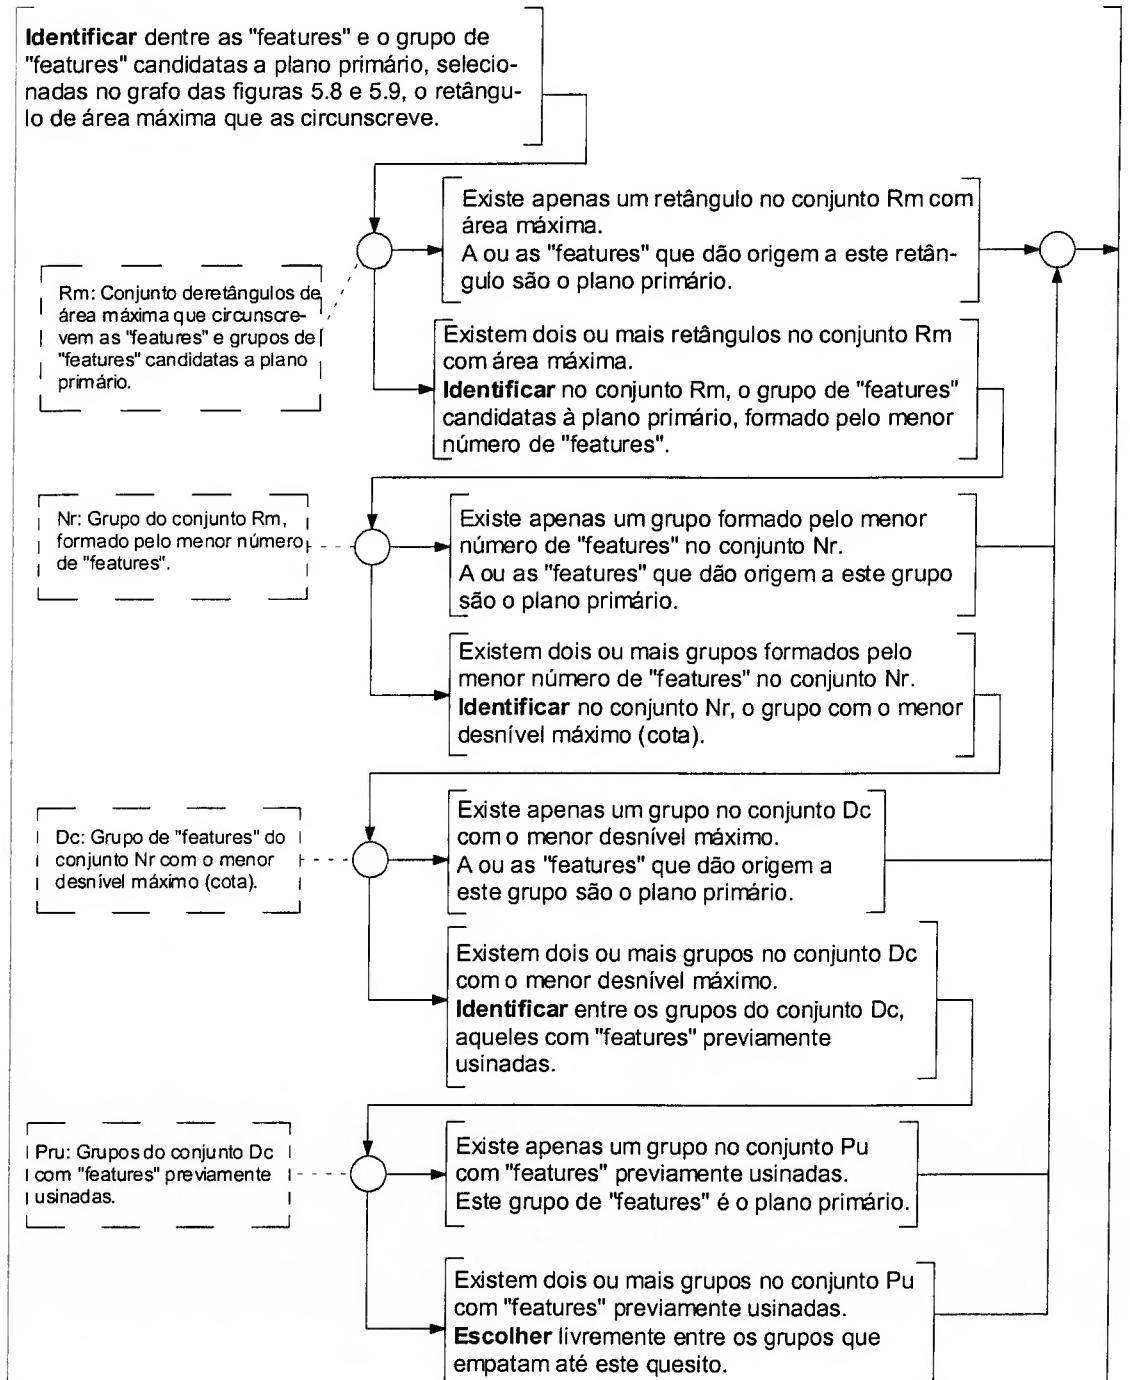 Identificar dentre as "features" e o grupo de
"features" candidatas a plano primário, selecio-
nadas no grafo das figuras 5.8 e 5.9, o retângu-
lo de área máxima que as circunscreve.
Existe apenas um retângulo no conjunto Rm com
área máxima.
A ou as "features" que dão origem a este retân-
gulo são o plano primário.
Rm: Conjunto deretângulos de
área máxima que circunscre-
vem as "features" e grupos de
"features" candidatas a plano
primário.
Existem dois ou mais retângulos no conjunto Rm
com área máxima.
Identificar no conjunto Rm, o grupo de "features"
candidatas à plano primário, formado pelo menor
número de "features".
Nr: Grupo do conjunto Rm,
formado pelo menor número
de "features".
Existe apenas um grupo formado pelo menor
número de "features" no conjunto Nr.
A ou as "features" que dão origem a este grupo
são o plano primário.
Existem dois ou mais grupos formados pelo
menor número de "features" no conjunto Nr.
Identificar no conjunto Nr, o grupo com o menor
desnível máximo (cota).
Dc: Grupo de "features" do
conjunto Nr com o menor
desnível máximo (cota).
Existe apenas um grupo no conjunto Dc
com o menor desnível máximo.
A ou as "features" que dão origem a
este grupo são o plano primário.
Existem dois ou mais grupos no conjunto Dc
com o menor desnível máximo.
Identificar entre os grupos do conjunto Dc,
aqueles com "features" previamente
usinadas.
Pru: Grupos do conjunto Dc
com "features" previamente
usinadas.
Existe apenas um grupo no conjunto Pu
com "features" previamente usinadas.
Este grupo de "features" é o plano primário.
Existem dois ou mais grupos no conjunto Pu
com "features" previamente usinadas.
Escolher livremente entre os grupos que
empatam até este quesito.